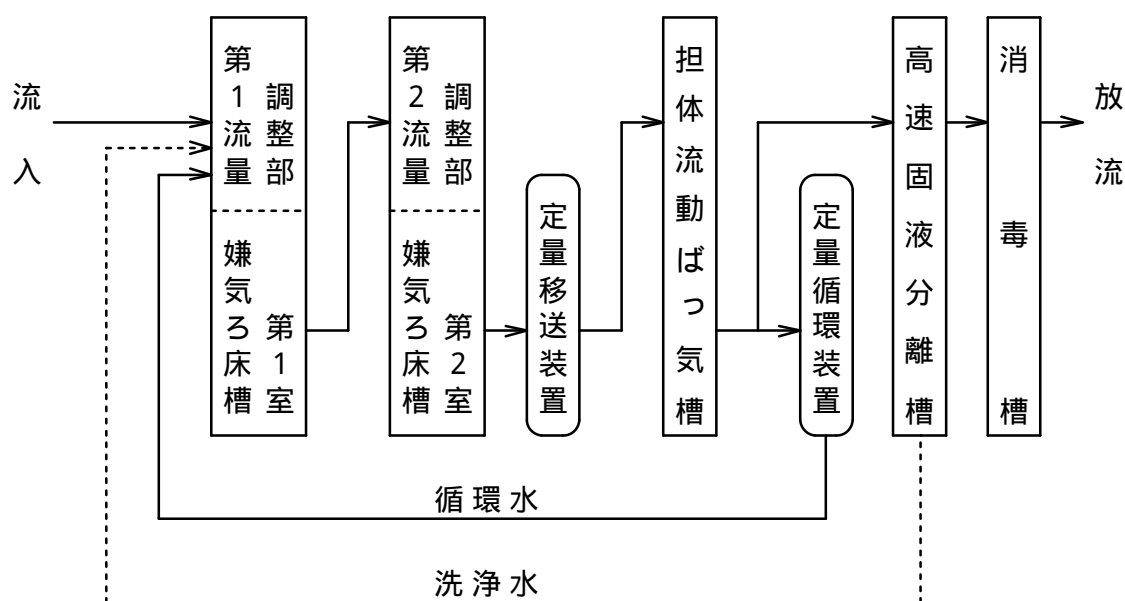 流入
第1流量調整部
嫌気ろ床槽第1室
第2流量調整部
嫌気ろ床槽第2室
定量移送装置
担体流動ばっ気槽
定量循環装置
高速固液分離槽
消毒槽
放流
循環水
洗浄水